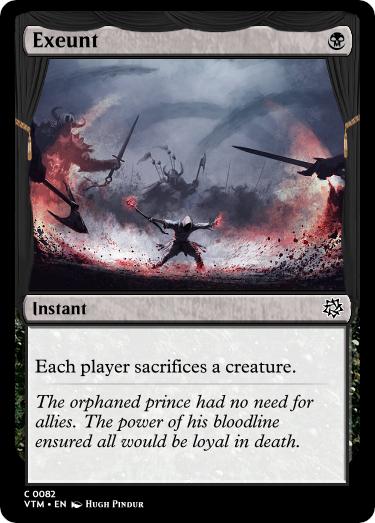 Exeunt
Instant
Each player sacrifices a creature.
The orphaned prince had no need for
allies. The power of his bloodline
ensured all would be loyal in death.
C 0082
VTM • EN Hugh Pindur